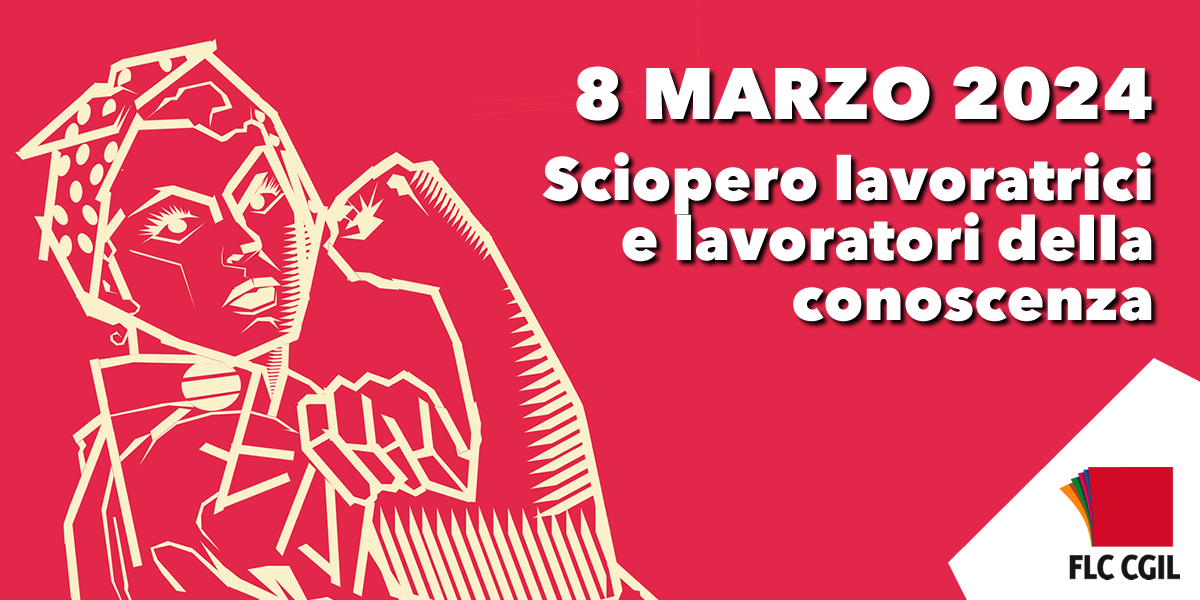 8 MARZO 2024
Sciopero lavoratrici
e lavoratori della
conoscenza
FLC CGIL